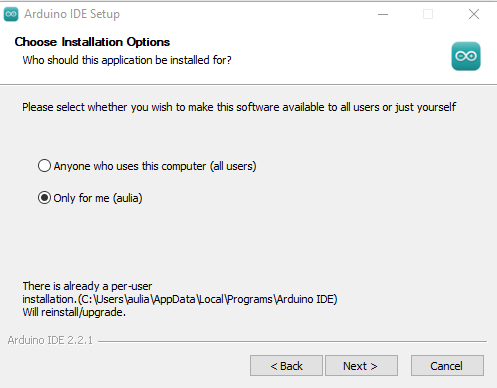 Arduino IDE Setup
Choose Installation Options
Who should this application be installed for?
Please select whether you wish to make this software available to all users or just yourself
Anyone who uses this computer (all users)
Only for me (aulia)
There is already a per-user
installation.(C:\Users\aulia\AppData\Local\Programs\Arduino IDE)
Will reinstall/upgrade.
Arduino IDE 2.2.1
< Back
Next >
Cancel